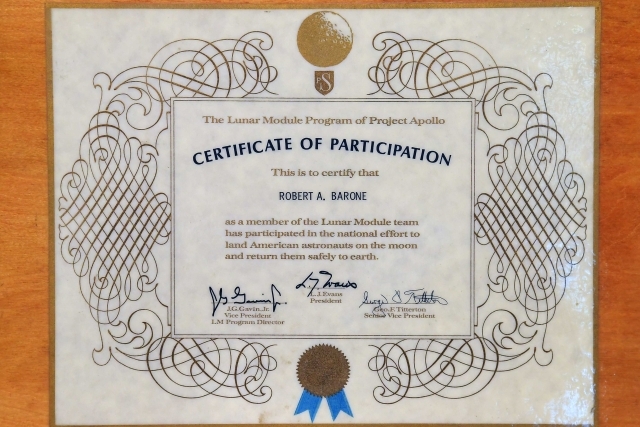 S
The Lunar Module Program of Project Apollo
CERTIFICATE OF PARTICIPATION
This is to certify that
ROBERT A. BARONE
as a member of the Lunar Module team
has participated in the national effort to
land American astronauts on the moon
and return them safely to earth.
J.G. Gavin, Jr.
Vice President
LM Program Director
L.J. Evans
President
Geo. F. Titterton
Senior Vice President